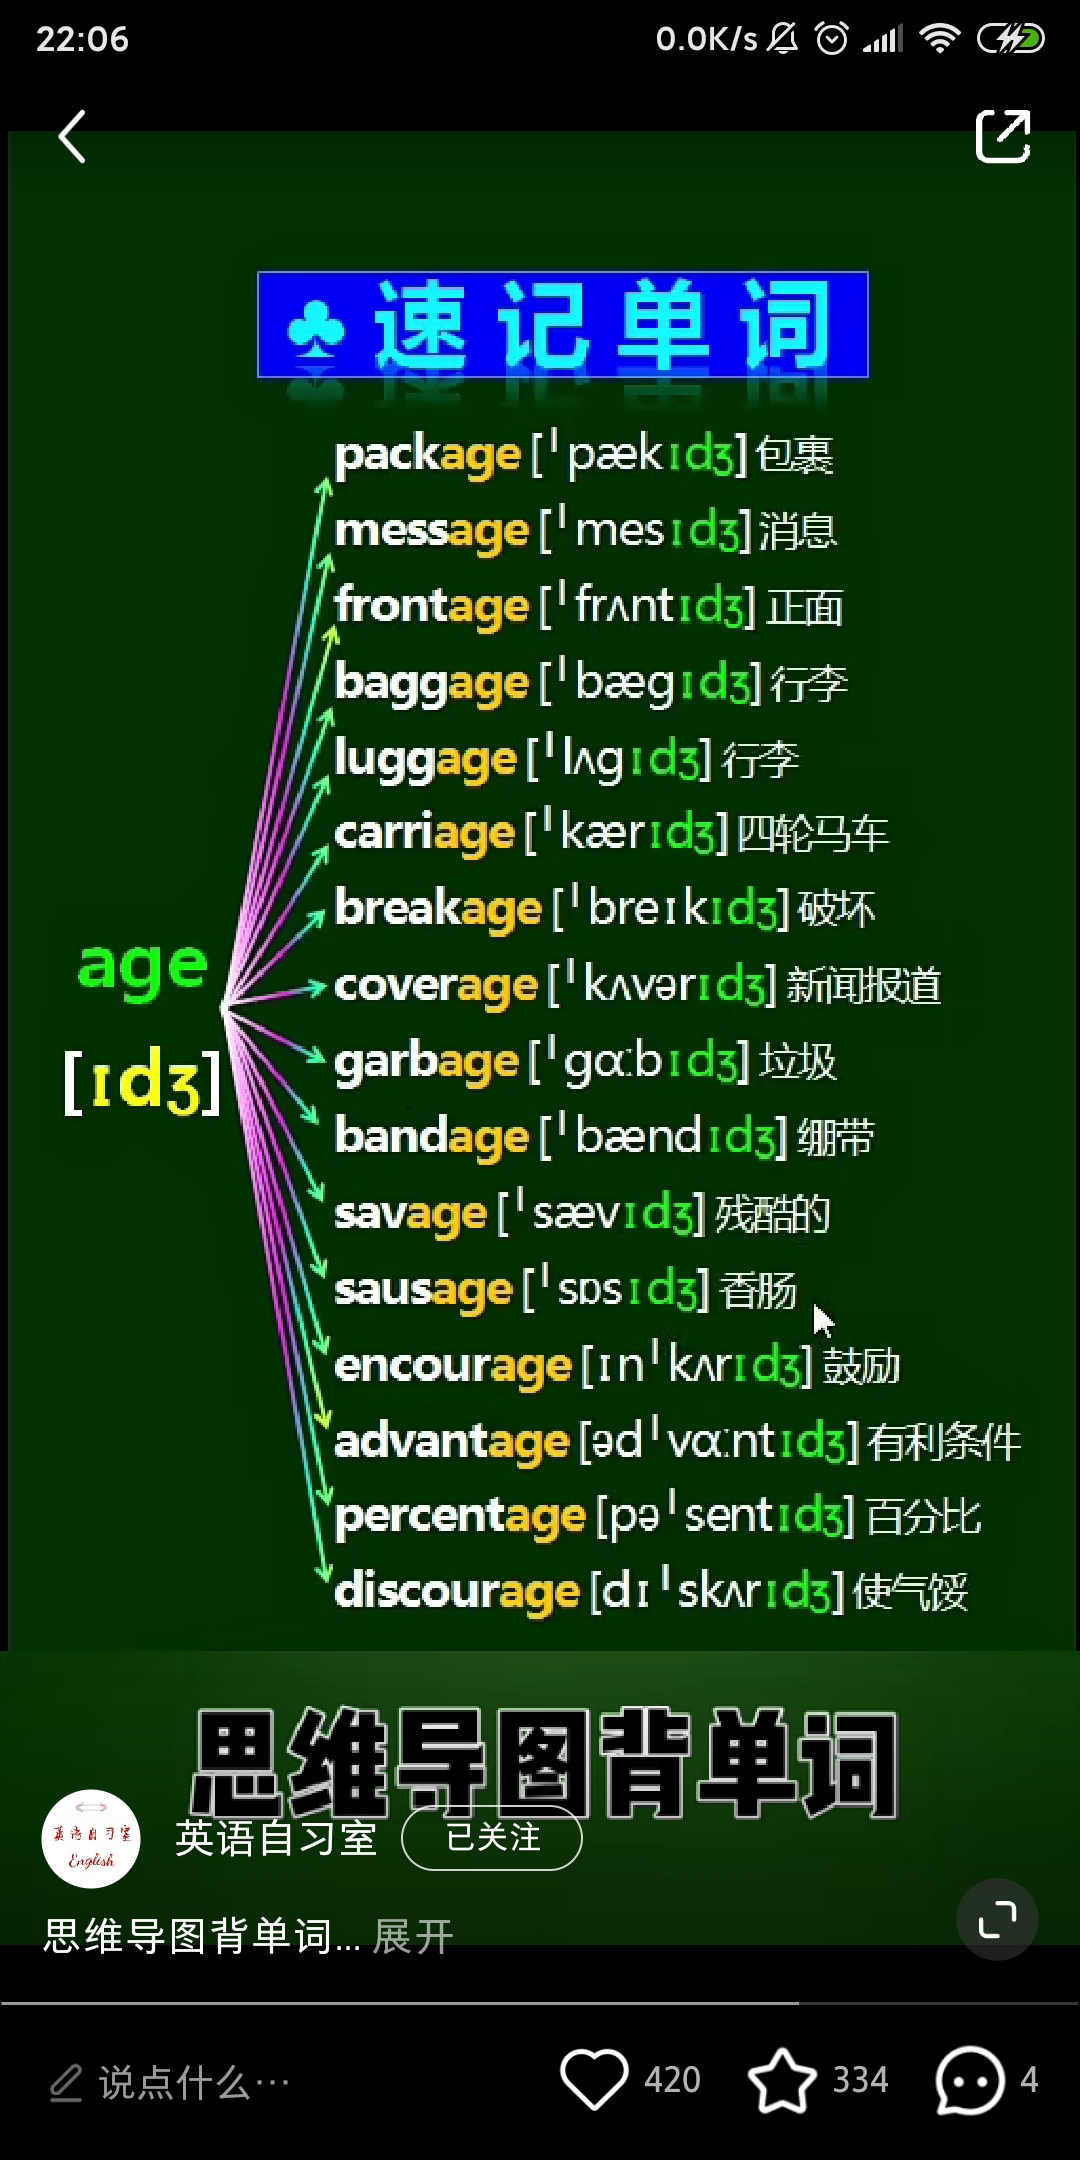 22:06 0.0K/s
♣ 速记单词
package [ˈpækɪdʒ] 包裹
message [ˈmesɪdʒ] 消息
frontage [ˈfrʌntɪdʒ] 正面
baggage [ˈbægɪdʒ] 行李
luggage [ˈlʌgɪdʒ] 行李
carriage [ˈkærɪdʒ] 四轮马车
breakage [ˈbreɪkɪdʒ] 破坏
age
coverage [ˈkʌvərɪdʒ] 新闻报道
[ɪdʒ]
garbage [ˈgɑːbɪdʒ] 垃圾
bandage [ˈbændɪdʒ] 绷带
savage [ˈsævɪdʒ] 残酷的
sausage [ˈsɒsɪdʒ] 香肠
encourage [ɪnˈkʌrɪdʒ] 鼓励
advantage [ədˈvɑːntɪdʒ] 有利条件
percentage [pəˈsentɪdʒ] 百分比
discourage [dɪˈskʌrɪdʒ] 使气馁
思维导图背单词
英语自习室
English
英语自习室 已关注
思维导图背单词... 展开
说点什么… 420 334 4